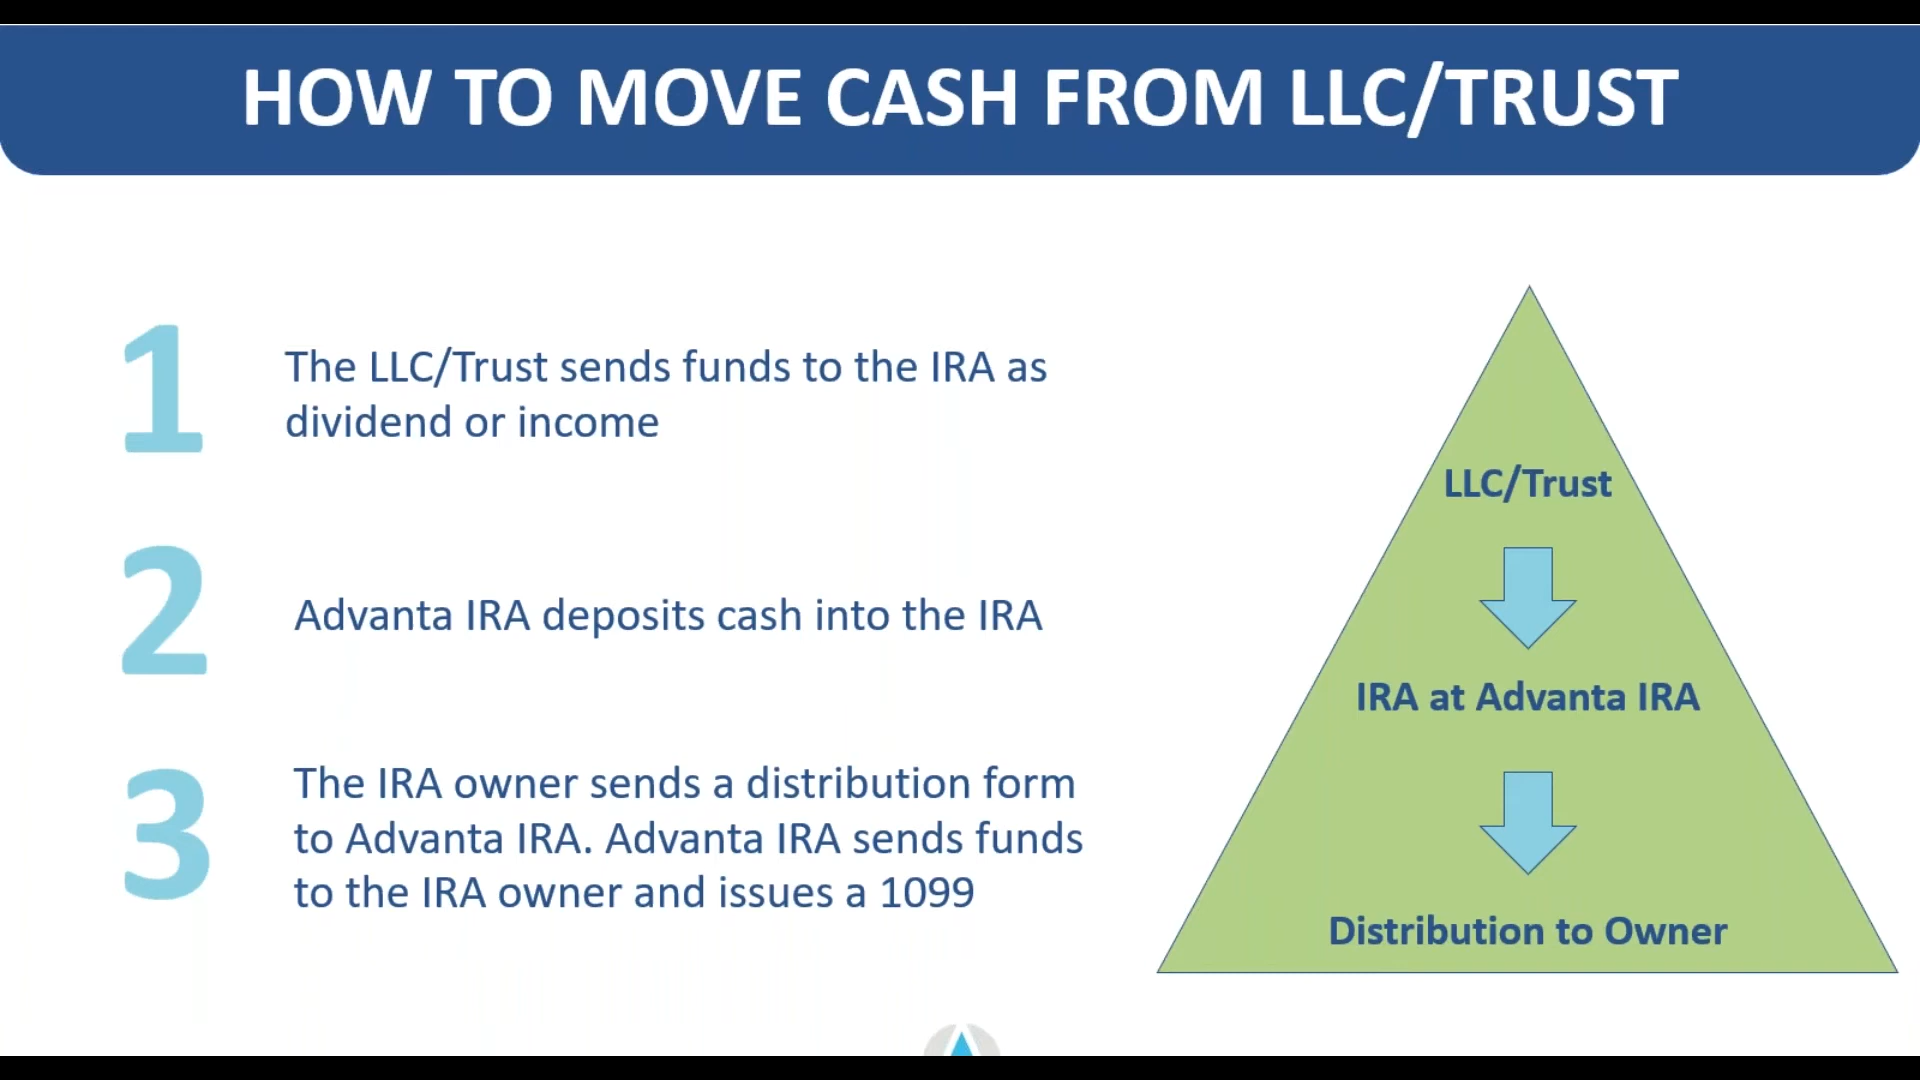 HOW TO MOVE CASH FROM LLC/TRUST
1
The LLC/Trust sends funds to the IRA as
dividend or income
2
Advanta IRA deposits cash into the IRA
3
The IRA owner sends a distribution form
to Advanta IRA. Advanta IRA sends funds
to the IRA owner and issues a 1099
LLC/Trust
IRA at Advanta IRA
Distribution to Owner